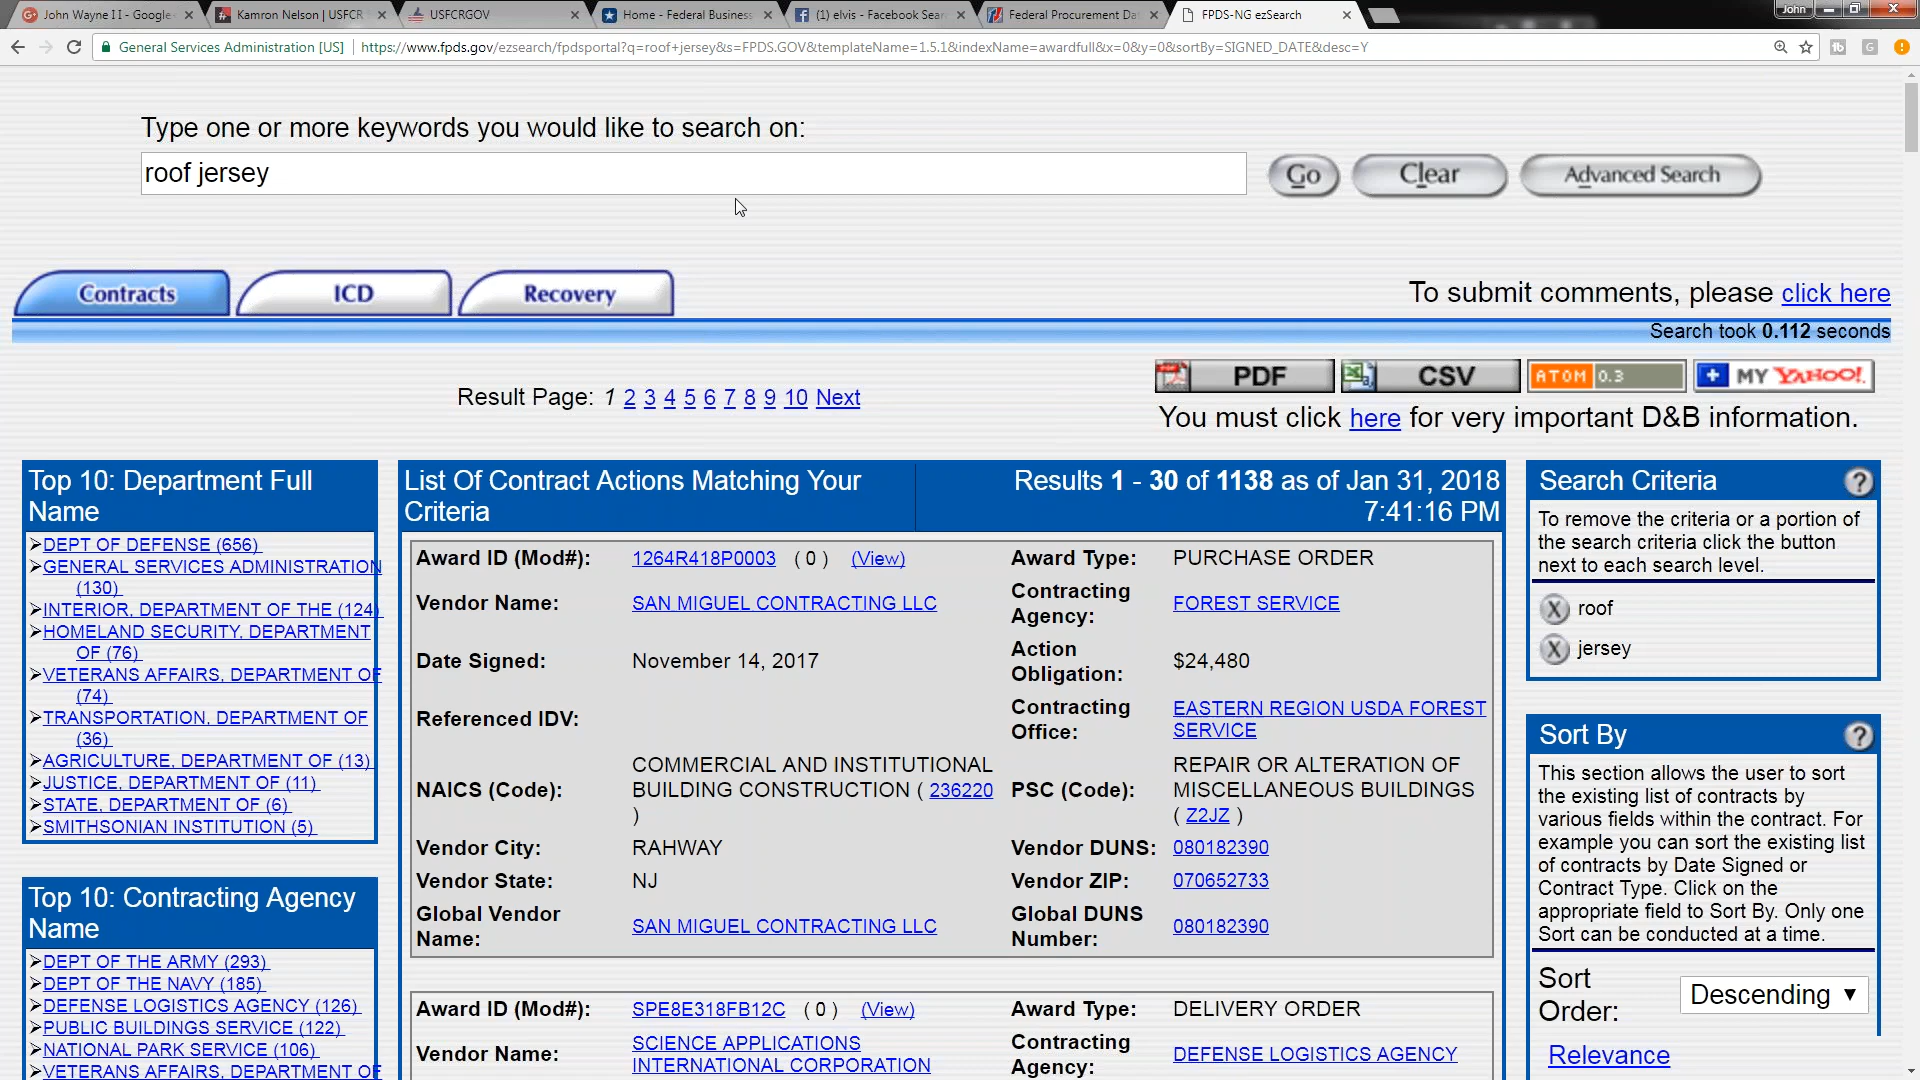 John Wayne I I - Google
Kamron Nelson | USFCR
USFCRGOV
Home - Federal Business
(1) elvis - Facebook Sear
Federal Procurement Da
FPDS-NG ezSearch
John
General Services Administration [US]
https://www.fpds.gov/ezsearch/fpdsportal?q=roof+jersey&s=FPDS.GOV&templateName=1.5.1&indexName=awardfull&x=0&y=0&sortBy=SIGNED_DATE&desc=Y
Type one or more keywords you would like to search on:
roof jersey
Go
Clear
Advanced Search
Contracts
ICD
Recovery
To submit comments, please click here
Search took 0.112 seconds
PDF
CSV
ATOM 0.3
MY YAHOO!
Result Page: 1 2 3 4 5 6 7 8 9 10 Next
You must click here for very important D&B information.
Top 10: Department Full
Name
DEPT OF DEFENSE (656)
GENERAL SERVICES ADMINISTRATION
(130)
INTERIOR, DEPARTMENT OF THE (124)
HOMELAND SECURITY, DEPARTMENT
OF (76)
VETERANS AFFAIRS, DEPARTMENT OF
(74)
TRANSPORTATION, DEPARTMENT OF
(36)
AGRICULTURE, DEPARTMENT OF (13)
JUSTICE, DEPARTMENT OF (11)
STATE, DEPARTMENT OF (6)
SMITHSONIAN INSTITUTION (5)
Top 10: Contracting Agency
Name
DEPT OF THE ARMY (293)
DEPT OF THE NAVY (185)
DEFENSE LOGISTICS AGENCY (126)
PUBLIC BUILDINGS SERVICE (122)
NATIONAL PARK SERVICE (106)
VETERANS AFFAIRS, DEPARTMENT OF
List Of Contract Actions Matching Your
Criteria
Results 1 - 30 of 1138 as of Jan 31, 2018
7:41:16 PM
Award ID (Mod#): 1264R418P0003 ( 0 ) (View)
Award Type: PURCHASE ORDER
Vendor Name: SAN MIGUEL CONTRACTING LLC
Contracting
Agency: FOREST SERVICE
Date Signed: November 14, 2017
Action
Obligation: $24,480
Referenced IDV:
Contracting
Office: EASTERN REGION USDA FOREST
SERVICE
NAICS (Code): COMMERCIAL AND INSTITUTIONAL
BUILDING CONSTRUCTION ( 236220
)
PSC (Code): REPAIR OR ALTERATION OF
MISCELLANEOUS BUILDINGS
( Z2JZ )
Vendor City: RAHWAY
Vendor DUNS: 080182390
Vendor State: NJ
Vendor ZIP: 070652733
Global Vendor
Name: SAN MIGUEL CONTRACTING LLC
Global DUNS
Number: 080182390
Award ID (Mod#): SPE8E318FB12C ( 0 ) (View)
Award Type: DELIVERY ORDER
Vendor Name: SCIENCE APPLICATIONS
INTERNATIONAL CORPORATION
Contracting
Agency: DEFENSE LOGISTICS AGENCY
Search Criteria
?
To remove the criteria or a portion of
the search criteria click the button
next to each search level.
X roof
X jersey
Sort By
?
This section allows the user to sort
the existing list of contracts by
various fields within the contract. For
example you can sort the existing list
of contracts by Date Signed or
Contract Type. Click on the
appropriate field to Sort By. Only one
Sort can be conducted at a time.
Sort
Order: Descending
Relevance